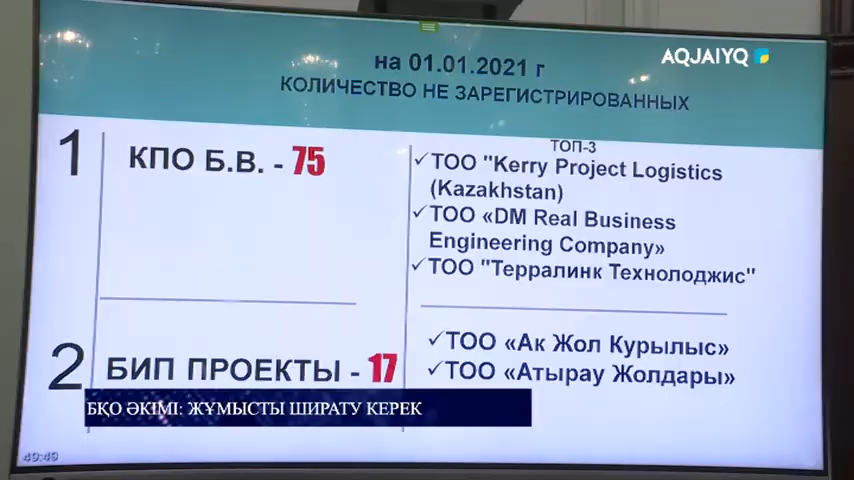 AQJAIYQ
на 01.01.2021 г
КОЛИЧЕСТВО НЕ ЗАРЕГИСТРИРОВАННЫХ
1
КПО Б.В. - 75
ТОП-3
✓ТОО "Kerry Project Logistics
(Kazakhstan)
✓ТОО «DM Real Business
Engineering Company»
✓ТОО "Терралинк Технолоджис"
2
БИП ПРОЕКТЫ - 17
✓ТОО «Ак Жол Курылыс»
✓ТОО «Атырау Жолдары»
БҚО ӘКІМІ: ЖҰМЫСТЫ ШИРАТУ КЕРЕК
49:49